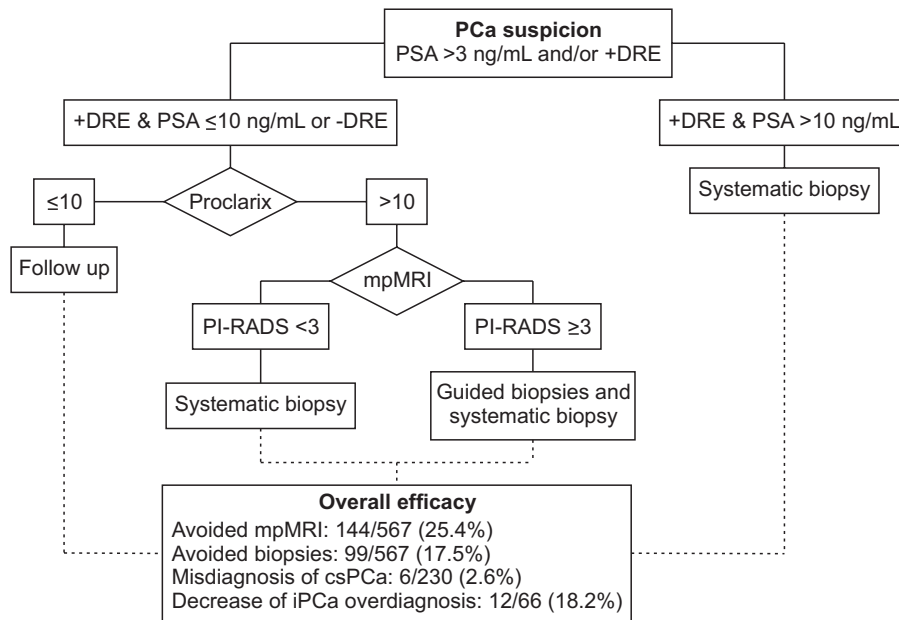 PCa suspicion
PSA >3 ng/mL and/or +DRE
+DRE & PSA ≤10 ng/mL or -DRE
+DRE & PSA >10 ng/mL
≤10
Proclarix
>10
Systematic biopsy
Follow up
mpMRI
PI-RADS <3
PI-RADS ≥3
Systematic biopsy
Guided biopsies and
systematic biopsy
Overall efficacy
Avoided mpMRI: 144/567 (25.4%)
Avoided biopsies: 99/567 (17.5%)
Misdiagnosis of csPCa: 6/230 (2.6%)
Decrease of iPCa overdiagnosis: 12/66 (18.2%)